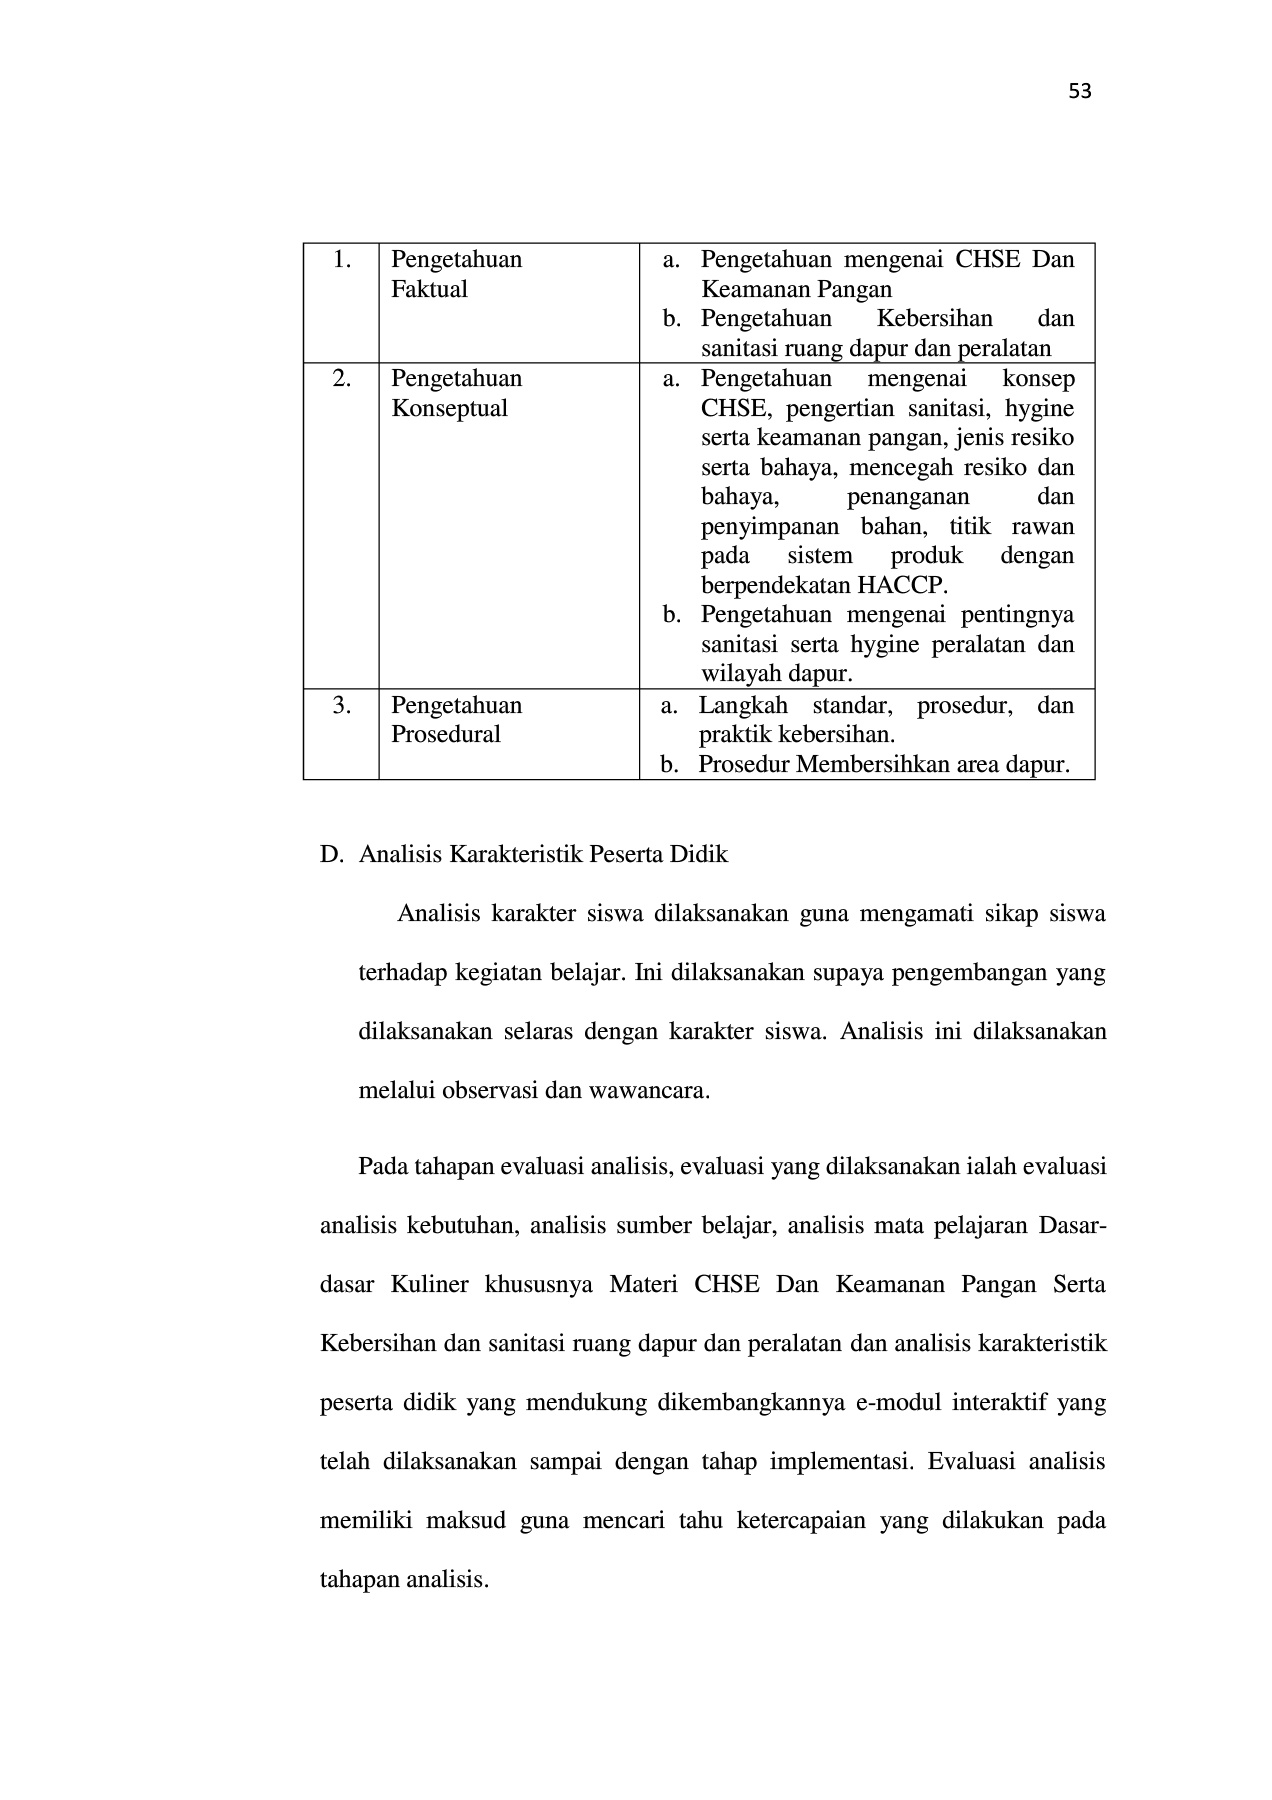 53
1. Pengetahuan a. Pengetahuan mengenai CHSE Dan
Faktual Keamanan Pangan
b. Pengetahuan Kebersihan dan
sanitasi ruang dapur dan peralatan
2. Pengetahuan a. Pengetahuan mengenai konsep
Konseptual CHSE, pengertian sanitasi, hygine
serta keamanan pangan, jenis resiko
serta bahaya, mencegah resiko dan
bahaya, penanganan dan
penyimpanan bahan, titik rawan
pada sistem produk dengan
berpendekatan HACCP.
b. Pengetahuan mengenai pentingnya
sanitasi serta hygine peralatan dan
wilayah dapur.
3. Pengetahuan a. Langkah standar, prosedur, dan
Prosedural praktik kebersihan.
b. Prosedur Membersihkan area dapur.
D. Analisis Karakteristik Peserta Didik
Analisis karakter siswa dilaksanakan guna mengamati sikap siswa
terhadap kegiatan belajar. Ini dilaksanakan supaya pengembangan yang
dilaksanakan selaras dengan karakter siswa. Analisis ini dilaksanakan
melalui observasi dan wawancara.
Pada tahapan evaluasi analisis, evaluasi yang dilaksanakan ialah evaluasi
analisis kebutuhan, analisis sumber belajar, analisis mata pelajaran Dasar-
dasar Kuliner khususnya Materi CHSE Dan Keamanan Pangan Serta
Kebersihan dan sanitasi ruang dapur dan peralatan dan analisis karakteristik
peserta didik yang mendukung dikembangkannya e-modul interaktif yang
telah dilaksanakan sampai dengan tahap implementasi. Evaluasi analisis
memiliki maksud guna mencari tahu ketercapaian yang dilakukan pada
tahapan analisis.